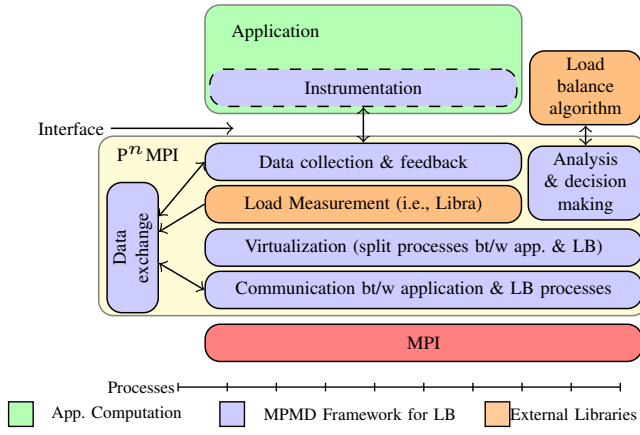 Application
Instrumentation
Load
balance
algorithm
Interface
PⁿMPI
Data collection & feedback
Analysis
& decision
making
Load Measurement (i.e., Libra)
Data
exchange
Virtualization (split processes bt/w app. & LB)
Communication bt/w application & LB processes
MPI
Processes
App. Computation
MPMD Framework for LB
External Libraries